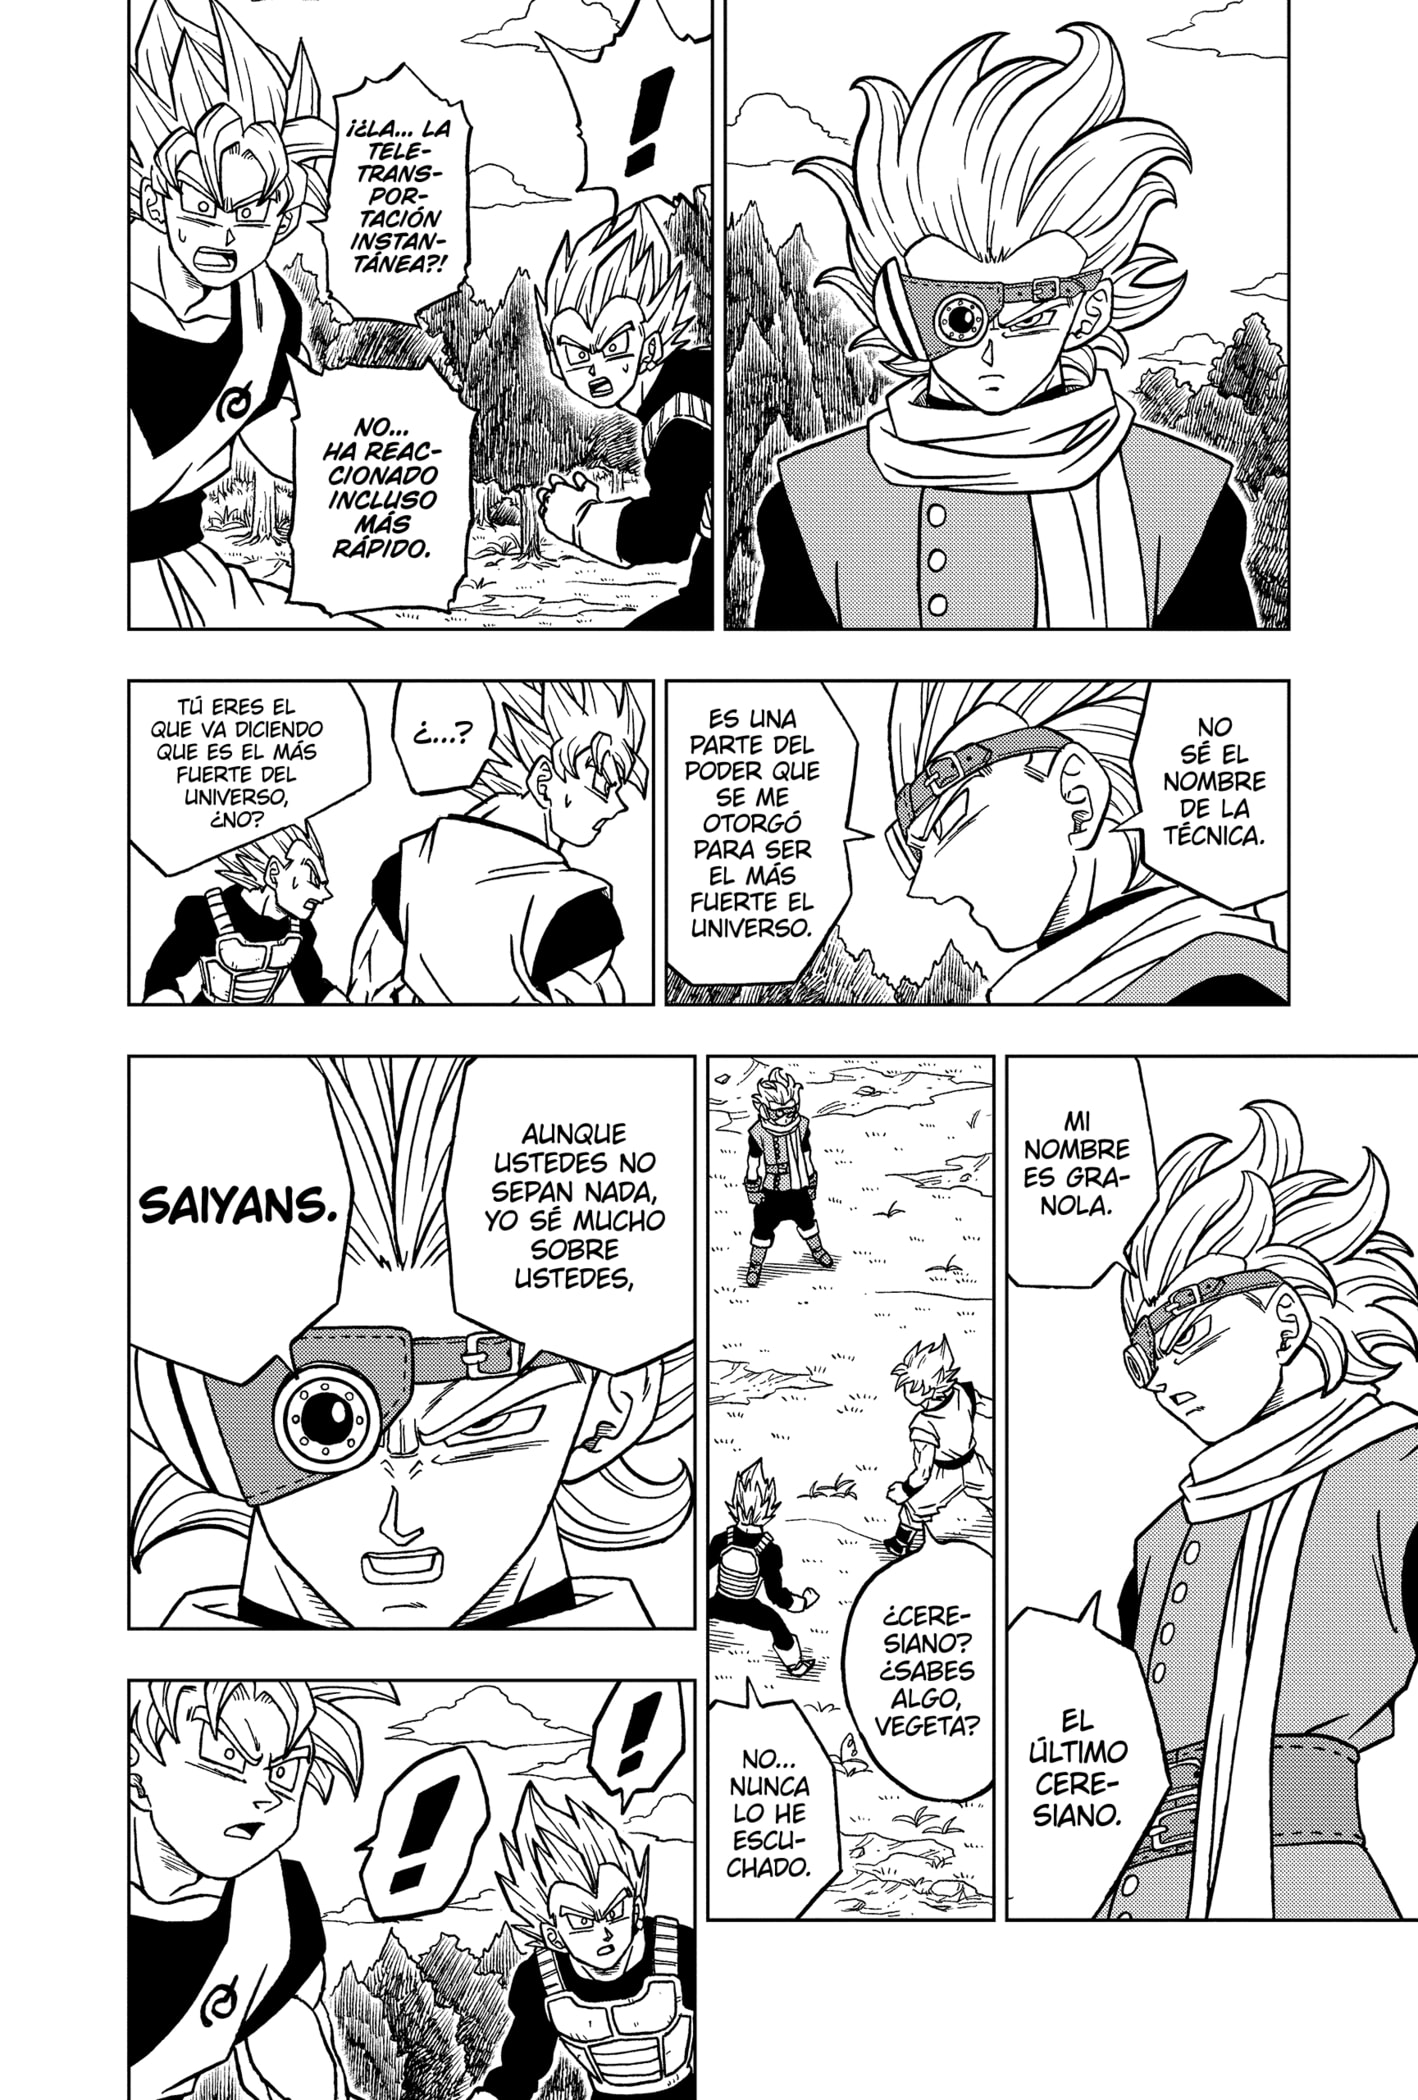 ¡¿LA... LA
TELE-
TRANS-
POR-
TACIÓN
INSTAN-
TÁNEA?!
!
NO...
HA REAC-
CIONADO
INCLUSO
MÁS
RÁPIDO.
NO
SÉ EL
NOMBRE
DE LA
TÉCNICA.
ES UNA
PARTE DEL
PODER QUE
SE ME
OTORGÓ
PARA SER
EL MÁS
FUERTE EL
UNIVERSO.
¿...?
TÚ ERES EL
QUE VA DICIENDO
QUE ES EL MÁS
FUERTE DEL
UNIVERSO,
¿NO?
MI
NOMBRE
ES GRA-
NOLA.
EL
ÚLTIMO
CERE-
SIANO.
¿CERE-
SIANO?
¿SABES
ALGO,
VEGETA?
NO...
NUNCA
LO HE
ESCU-
CHADO.
AUNQUE
USTEDES NO
SEPAN NADA,
YO SÉ MUCHO
SOBRE
USTEDES,
SAIYANS.
!
!